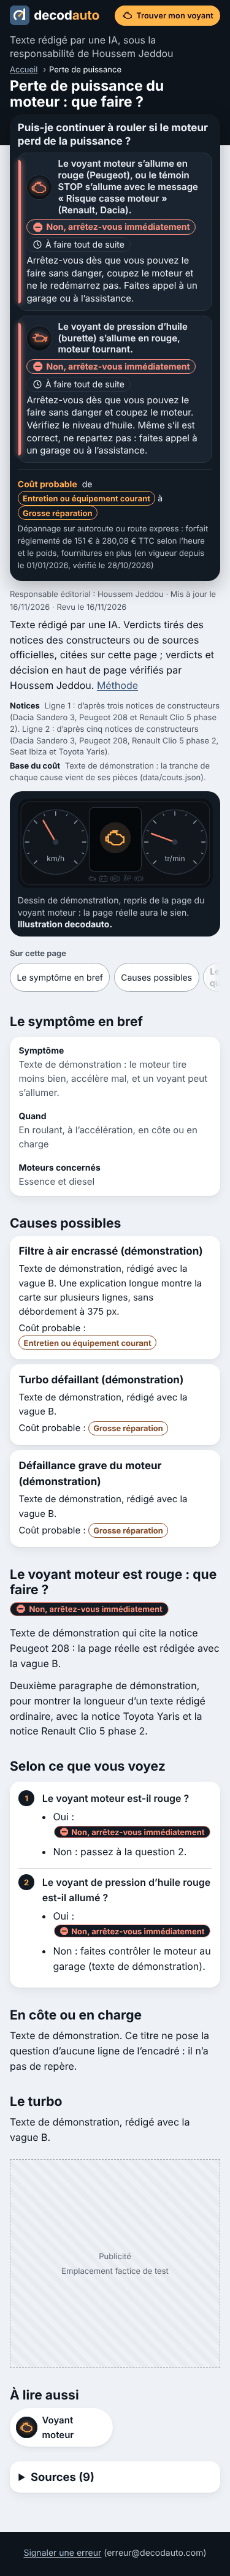 decodauto
Trouver mon voyant
Texte rédigé par une IA, sous la
responsabilité de Houssem Jeddou
Accueil › Perte de puissance
Perte de puissance du
moteur : que faire ?
Puis-je continuer à rouler si le moteur
perd de la puissance ?
Le voyant moteur s’allume en
rouge (Peugeot), ou le témoin
STOP s’allume avec le message
« Risque casse moteur »
(Renault, Dacia).
Non, arrêtez-vous immédiatement
À faire tout de suite
Arrêtez-vous dès que vous pouvez le
faire sans danger, coupez le moteur et
ne le redémarrez pas. Faites appel à un
garage ou à l’assistance.
Le voyant de pression d’huile
(burette) s’allume en rouge,
moteur tournant.
Non, arrêtez-vous immédiatement
À faire tout de suite
Arrêtez-vous dès que vous pouvez le
faire sans danger et coupez le moteur.
Vérifiez le niveau d’huile. Même s’il est
correct, ne repartez pas : faites appel à
un garage ou à l’assistance.
Coût probable de
Entretien ou équipement courant à
Grosse réparation
Dépannage sur autoroute ou route express : forfait
réglementé de 151 € à 280,08 € TTC selon l’heure
et le poids, fournitures en plus (en vigueur depuis
le 01/01/2026, vérifié le 28/10/2026)
Responsable éditorial : Houssem Jeddou · Mis à jour le
16/11/2026 · Revu le 16/11/2026
Texte rédigé par une IA. Verdicts tirés des
notices des constructeurs ou de sources
officielles, citées sur cette page ; verdicts et
décision en haut de page vérifiés par
Houssem Jeddou. Méthode
Notices Ligne 1 : d’après trois notices de constructeurs
(Dacia Sandero 3, Peugeot 208 et Renault Clio 5 phase
2). Ligne 2 : d’après cinq notices de constructeurs
(Dacia Sandero 3, Peugeot 208, Renault Clio 5 phase 2,
Seat Ibiza et Toyota Yaris).
Base du coût Texte de démonstration : la tranche de
chaque cause vient de ses pièces (data/couts.json).
km/h
tr/min
Dessin de démonstration, repris de la page du
voyant moteur : la page réelle aura le sien.
Illustration decodauto.
Sur cette page
Le symptôme en bref
Causes possibles
Le symptôme en bref
Symptôme
Texte de démonstration : le moteur tire
moins bien, accélère mal, et un voyant peut
s’allumer.
Quand
En roulant, à l’accélération, en côte ou en
charge
Moteurs concernés
Essence et diesel
Causes possibles
Filtre à air encrassé (démonstration)
Texte de démonstration, rédigé avec la
vague B. Une explication longue montre la
carte sur plusieurs lignes, sans
débordement à 375 px.
Coût probable :
Entretien ou équipement courant
Turbo défaillant (démonstration)
Texte de démonstration, rédigé avec la
vague B.
Coût probable : Grosse réparation
Défaillance grave du moteur
(démonstration)
Texte de démonstration, rédigé avec la
vague B.
Coût probable : Grosse réparation
Le voyant moteur est rouge : que
faire ?
Non, arrêtez-vous immédiatement
Texte de démonstration qui cite la notice
Peugeot 208 : la page réelle est rédigée avec
la vague B.
Deuxième paragraphe de démonstration,
pour montrer la longueur d’un texte rédigé
ordinaire, avec la notice Toyota Yaris et la
notice Renault Clio 5 phase 2.
Selon ce que vous voyez
1 Le voyant moteur est-il rouge ?
• Oui :
Non, arrêtez-vous immédiatement
• Non : passez à la question 2.
2 Le voyant de pression d’huile rouge
est-il allumé ?
• Oui :
Non, arrêtez-vous immédiatement
• Non : faites contrôler le moteur au
garage (texte de démonstration).
En côte ou en charge
Texte de démonstration. Ce titre ne pose la
question d’aucune ligne de l’encadré : il n’a
pas de repère.
Le turbo
Texte de démonstration, rédigé avec la
vague B.
Publicité
Emplacement factice de test
À lire aussi
Voyant
moteur
Sources (9)
Signaler une erreur (erreur@decodauto.com)